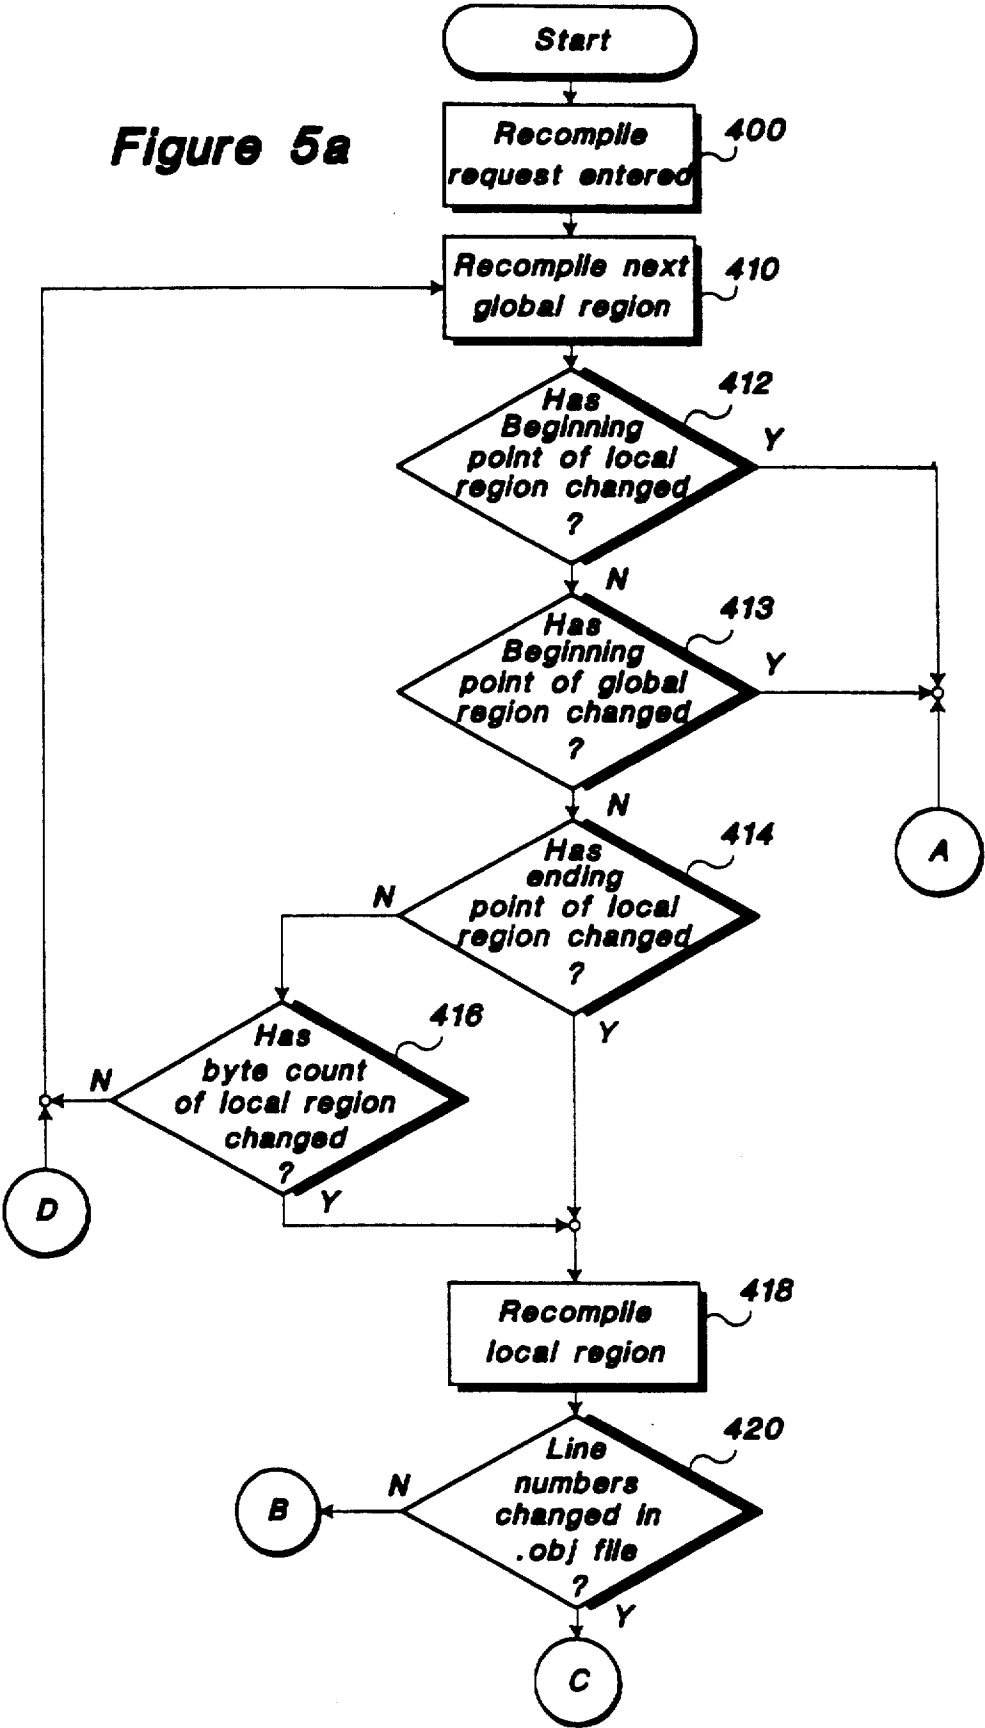 Start
Figure 5a
Recompile
request entered
400
Recompile next
global region
410
Has
Beginning
point of local
region changed
?
412
Y
N
Has
Beginning
point of global
region changed
?
413
Y
N
A
Has
ending
point of local
region changed
?
414
N
Y
Has
byte count
of local region
changed
?
416
N
Y
D
Recompile
local region
418
Line
numbers
changed in
.obj file
?
420
N
B
Y
C